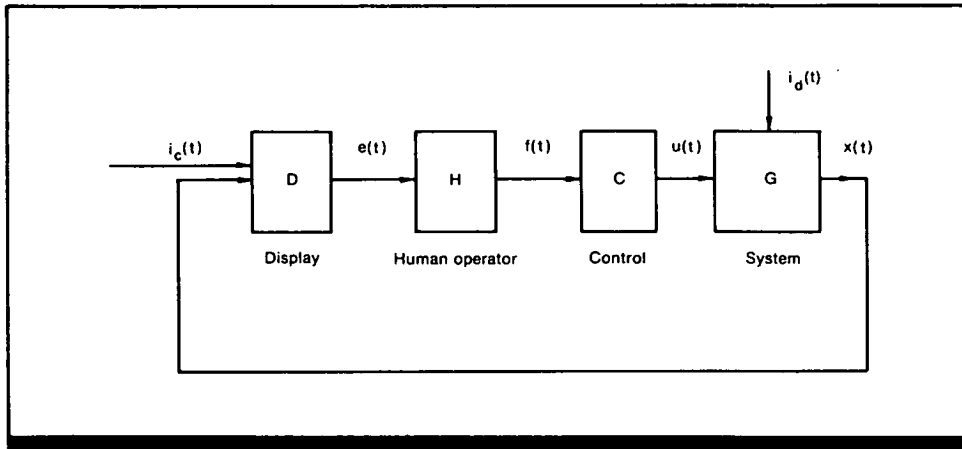 i_d(t)
i_c(t)
e(t)
f(t)
u(t)
x(t)
D
H
C
G
Display
Human operator
Control
System